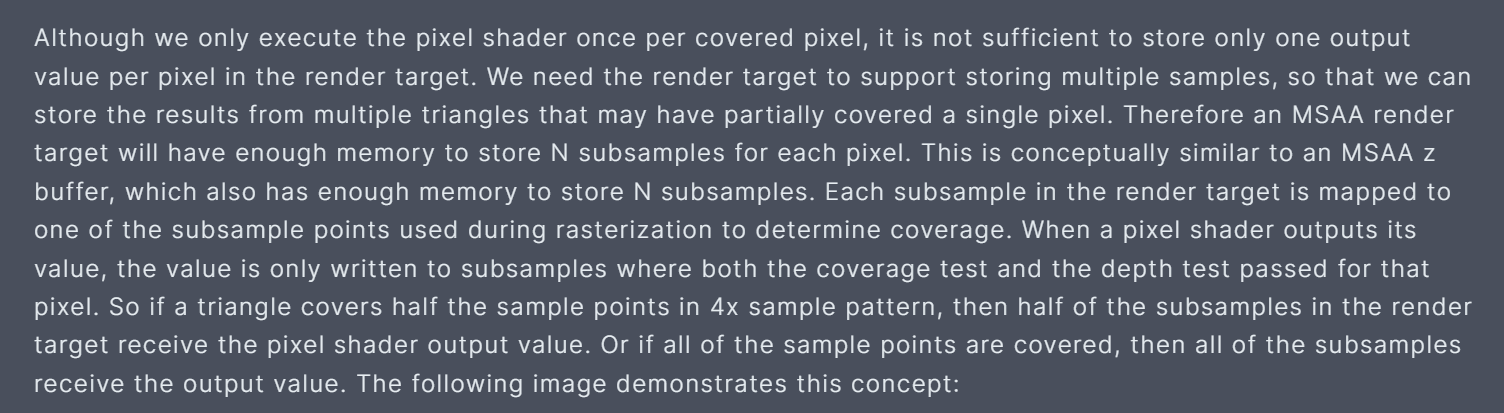 Although we only execute the pixel shader once per covered pixel, it is not sufficient to store only one output
value per pixel in the render target. We need the render target to support storing multiple samples, so that we can
store the results from multiple triangles that may have partially covered a single pixel. Therefore an MSAA render
target will have enough memory to store N subsamples for each pixel. This is conceptually similar to an MSAA z
buffer, which also has enough memory to store N subsamples. Each subsample in the render target is mapped to
one of the subsample points used during rasterization to determine coverage. When a pixel shader outputs its
value, the value is only written to subsamples where both the coverage test and the depth test passed for that
pixel. So if a triangle covers half the sample points in 4x sample pattern, then half of the subsamples in the render
target receive the pixel shader output value. Or if all of the sample points are covered, then all of the subsamples
receive the output value. The following image demonstrates this concept: